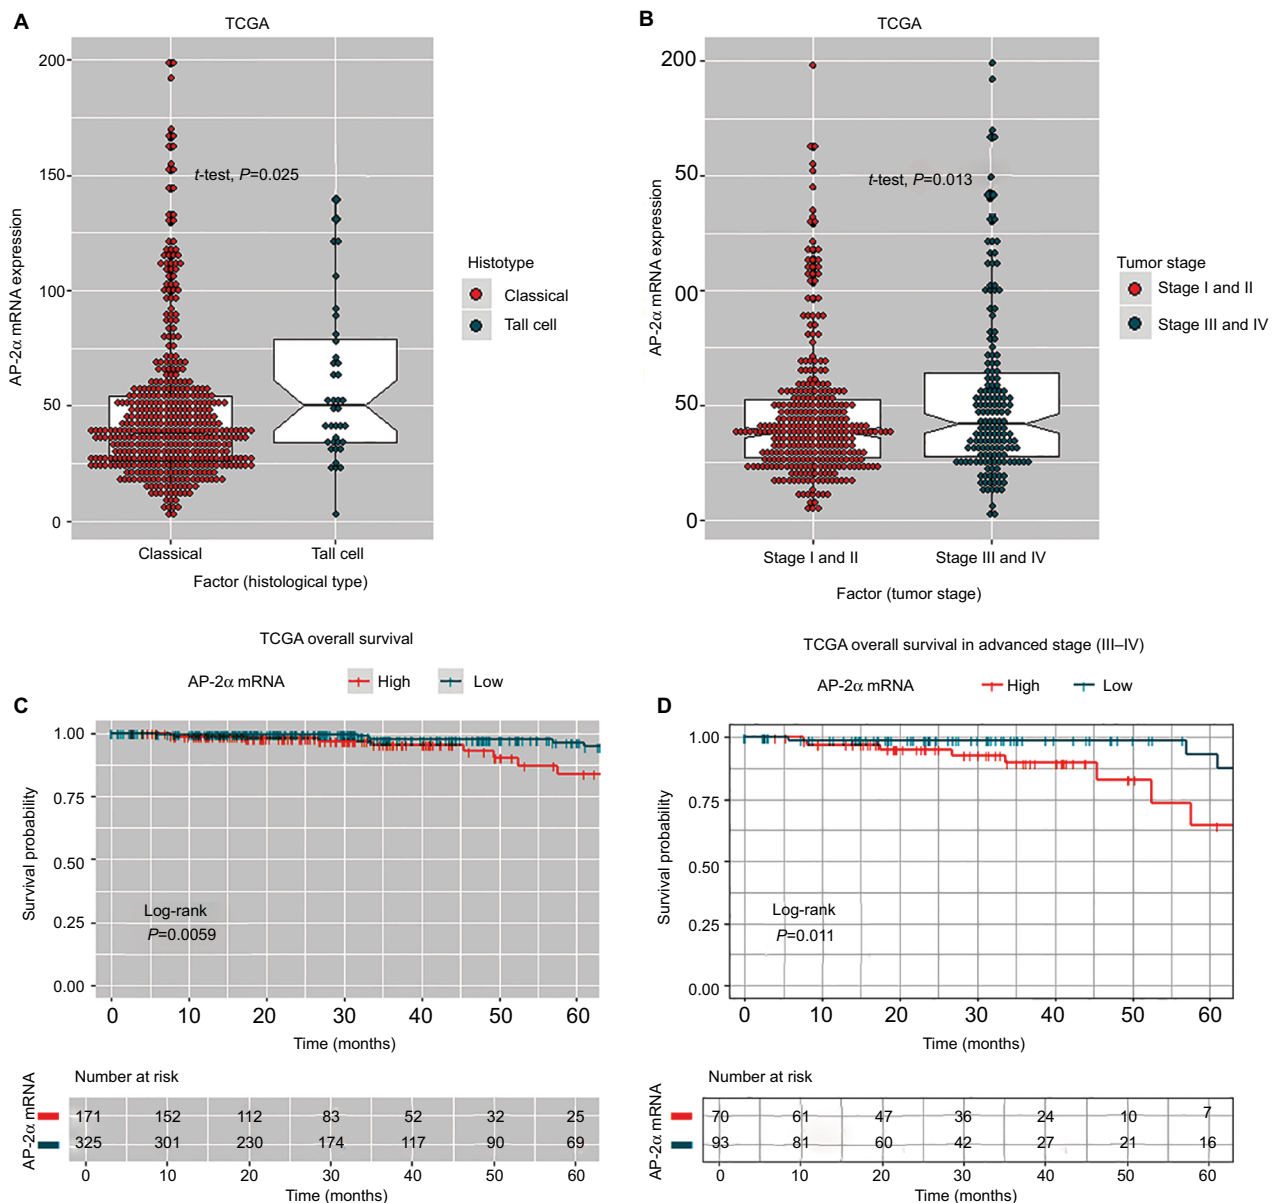 A
TCGA
AP-2α mRNA expression
200
150
100
50
0
t-test, P=0.025
Classical
Tall cell
Factor (histological type)
Histotype
Classical
Tall cell
B
TCGA
AP-2α mRNA expression
200
50
00
50
0
t-test, P=0.013
Stage I and II
Stage III and IV
Factor (tumor stage)
Tumor stage
Stage I and II
Stage III and IV
C
TCGA overall survival
AP-2α mRNA High Low
Survival probability
1.00
0.75
0.50
0.25
0.00
Log-rank
P=0.0059
0 10 20 30 40 50 60
Time (months)
Number at risk
AP-2α mRNA
171 152 112 83 52 32 25
325 301 230 174 117 90 69
0 10 20 30 40 50 60
Time (months)
D
TCGA overall survival in advanced stage (III–IV)
AP-2α mRNA High Low
Survival probability
1.00
0.75
0.50
0.25
0.00
Log-rank
P=0.011
0 10 20 30 40 50 60
Time (months)
Number at risk
AP-2α mRNA
70 61 47 36 24 10 7
93 81 60 42 27 21 16
0 10 20 30 40 50 60
Time (months)